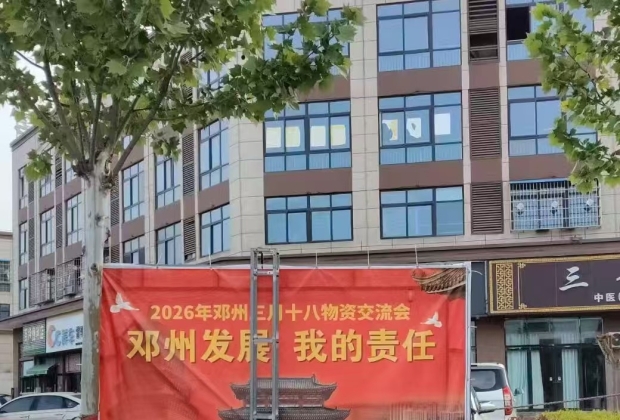 2026年邓州三月十八物资交流会
邓州发展 我的责任
三
中医